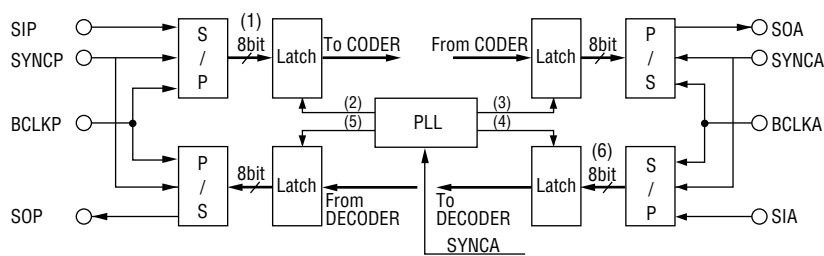 SIP
SYNCP
BCLKP
SOP
S
/
P
(1)
8bit
Latch
To CODER
From CODER
Latch
8bit
P
/
S
SOA
SYNCA
BCLKA
SIA
(2)
(5)
PLL
(3)
(4)
P
/
S
8bit
Latch
From
DECODER
To
DECODER
SYNCA
Latch
(6)
8bit
S
/
P